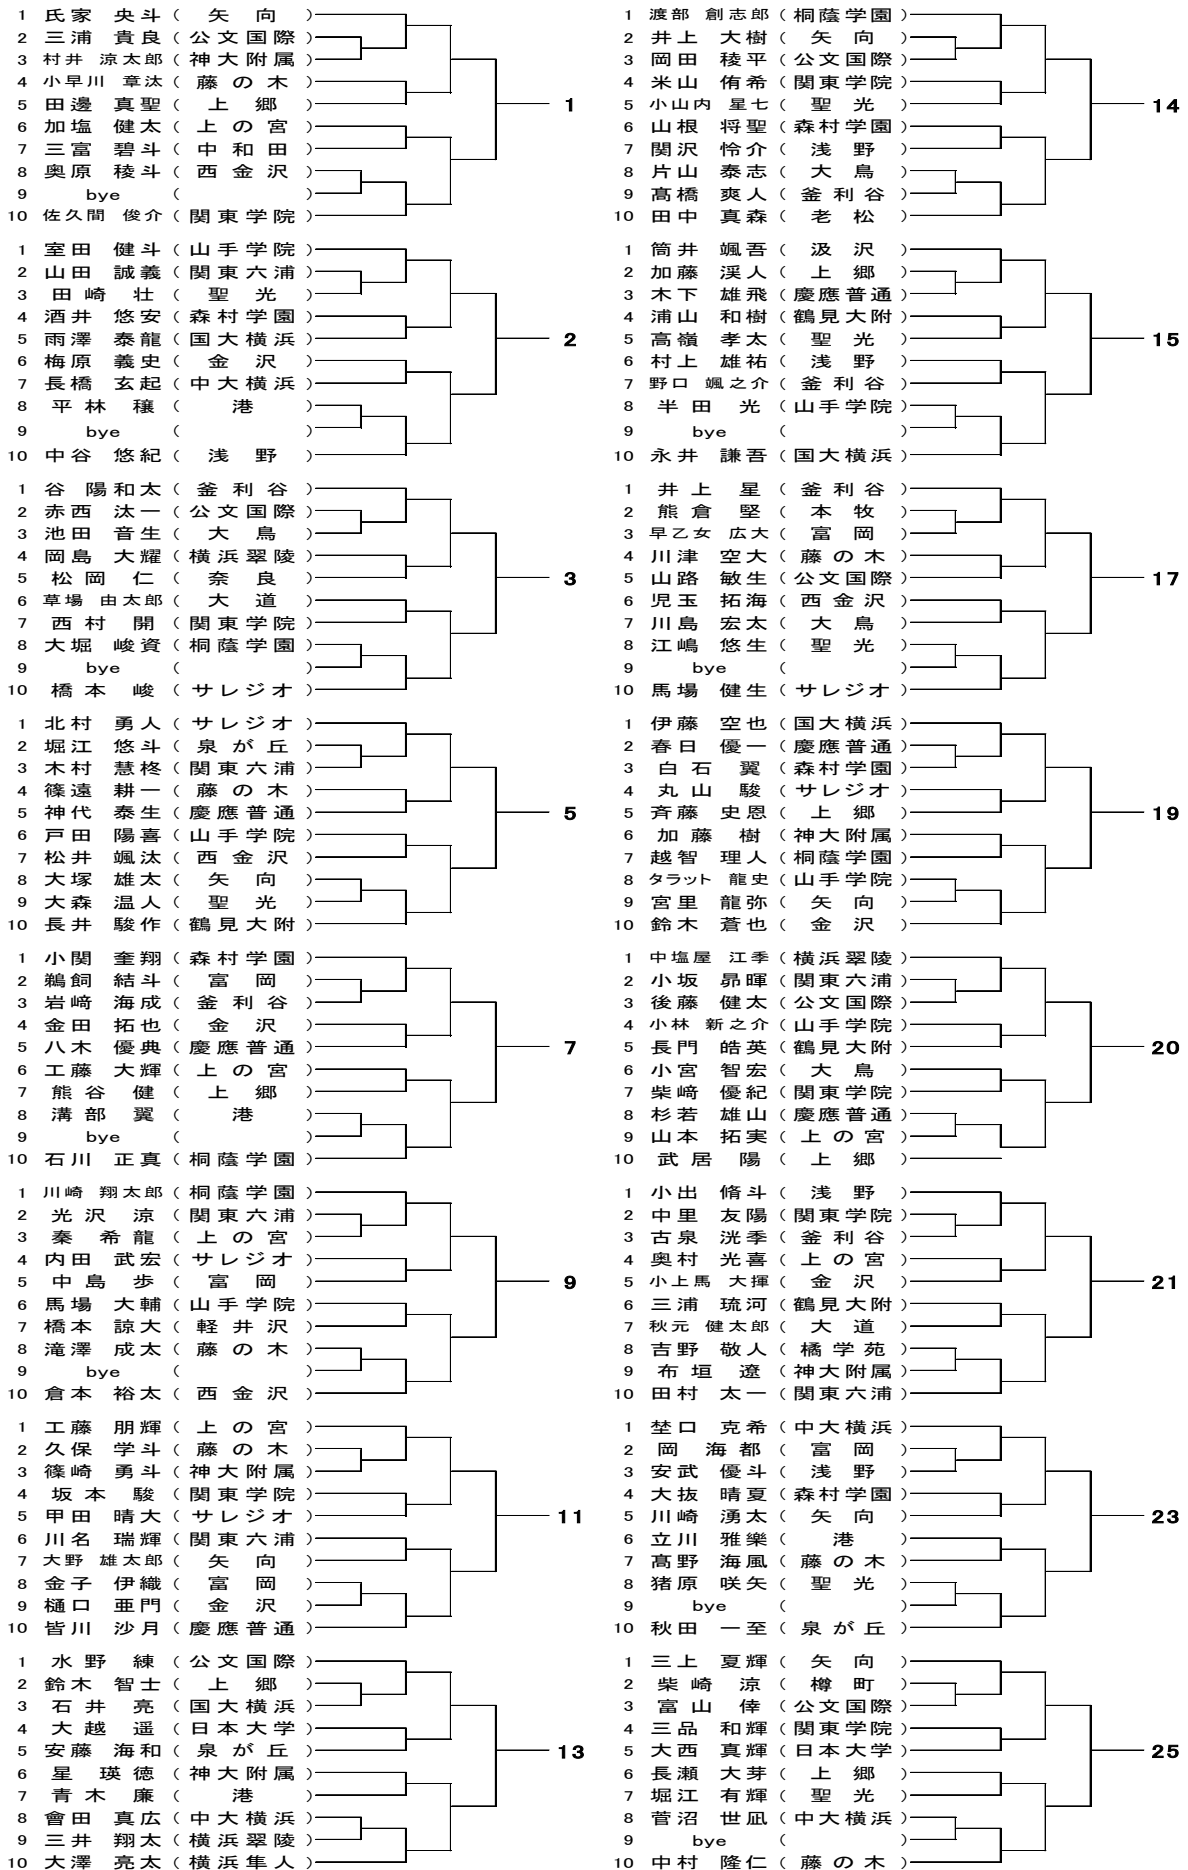 1 氏家 央斗 ( 矢 向 )
2 三浦 貴良 ( 公文国際 )
3 村井 涼太郎 ( 神大附属 )
4 小早川 章汰 ( 藤の木 )
5 田邊 真聖 ( 上 郷 )
1
6 加塩 健太 ( 上の宮 )
7 三富 碧斗 ( 中和田 )
8 奥原 稜斗 ( 西金沢 )
9 bye ( )
10 佐久間 俊介 ( 関東学院 )
1 室田 健斗 ( 山手学院 )
2 山田 誠義 ( 関東六浦 )
3 田崎 壮 ( 聖 光 )
4 酒井 悠安 ( 森村学園 )
5 雨澤 泰龍 ( 国大横浜 )
2
6 梅原 義史 ( 金 沢 )
7 長橋 玄起 ( 中大横浜 )
8 平林 穣 ( 港 )
9 bye ( )
10 中谷 悠紀 ( 浅 野 )
1 谷 陽和太 ( 釜利谷 )
2 赤西 汰一 ( 公文国際 )
3 池田 音生 ( 大 鳥 )
4 岡島 大耀 ( 横浜翠陵 )
5 松岡 仁 ( 奈 良 )
3
6 草場 由太郎 ( 大 道 )
7 西村 開 ( 関東学院 )
8 大堀 峻資 ( 桐蔭学園 )
9 bye ( )
10 橋本 峻 ( サレジオ )
1 北村 勇人 ( サレジオ )
2 堀江 悠斗 ( 泉が丘 )
3 木村 慧柊 ( 関東六浦 )
4 篠遠 耕一 ( 藤の木 )
5 神代 泰生 ( 慶應普通 )
5
6 戸田 陽喜 ( 山手学院 )
7 松井 颯汰 ( 西金沢 )
8 大塚 雄太 ( 矢 向 )
9 大森 温人 ( 聖 光 )
10 長井 駿作 ( 鶴見大附 )
1 小関 奎翔 ( 森村学園 )
2 鵜飼 結斗 ( 富 岡 )
3 岩﨑 海成 ( 釜利谷 )
4 金田 拓也 ( 金 沢 )
5 八木 優典 ( 慶應普通 )
7
6 工藤 大輝 ( 上の宮 )
7 熊谷 健 ( 上 郷 )
8 溝部 翼 ( 港 )
9 bye ( )
10 石川 正真 ( 桐蔭学園 )
1 川崎 翔太郎 ( 桐蔭学園 )
2 光沢 涼 ( 関東六浦 )
3 秦 希龍 ( 上の宮 )
4 内田 武宏 ( サレジオ )
5 中島 歩 ( 富 岡 )
9
6 馬場 大輔 ( 山手学院 )
7 橋本 諒大 ( 軽井沢 )
8 滝澤 成太 ( 藤の木 )
9 bye ( )
10 倉本 裕太 ( 西金沢 )
1 工藤 朋輝 ( 上の宮 )
2 久保 学斗 ( 藤の木 )
3 篠崎 勇斗 ( 神大附属 )
4 坂本 駿 ( 関東学院 )
5 甲田 晴大 ( サレジオ )
11
6 川名 瑞輝 ( 関東六浦 )
7 大野 雄太郎 ( 矢 向 )
8 金子 伊織 ( 富 岡 )
9 樋口 亜門 ( 金 沢 )
10 皆川 沙月 ( 慶應普通 )
1 水野 練 ( 公文国際 )
2 鈴木 智士 ( 上 郷 )
3 石井 亮 ( 国大横浜 )
4 大越 遥 ( 日本大学 )
5 安藤 海和 ( 泉が丘 )
13
6 星 瑛徳 ( 神大附属 )
7 青木 廉 ( 港 )
8 會田 真広 ( 中大横浜 )
9 三井 翔太 ( 横浜翠陵 )
10 大澤 亮太 ( 横浜隼人 )
1 渡部 創志郎 ( 桐蔭学園 )
2 井上 大樹 ( 矢 向 )
3 岡田 稜平 ( 公文国際 )
4 米山 侑希 ( 関東学院 )
5 小山内 星七 ( 聖 光 )
14
6 山根 将聖 ( 森村学園 )
7 関沢 怜介 ( 浅 野 )
8 片山 泰志 ( 大 鳥 )
9 髙橋 爽人 ( 釜利谷 )
10 田中 真森 ( 老 松 )
1 筒井 颯吾 ( 汲 沢 )
2 加藤 渓人 ( 上 郷 )
3 木下 雄飛 ( 慶應普通 )
4 浦山 和樹 ( 鶴見大附 )
5 高嶺 孝太 ( 聖 光 )
15
6 村上 雄祐 ( 浅 野 )
7 野口 颯之介 ( 釜利谷 )
8 半田 光 ( 山手学院 )
9 bye ( )
10 永井 謙吾 ( 国大横浜 )
1 井上 星 ( 釜利谷 )
2 熊倉 堅 ( 本 牧 )
3 早乙女 広大 ( 富 岡 )
4 川津 空大 ( 藤の木 )
5 山路 敏生 ( 公文国際 )
17
6 児玉 拓海 ( 西金沢 )
7 川島 宏太 ( 大 鳥 )
8 江嶋 悠生 ( 聖 光 )
9 bye ( )
10 馬場 健生 ( サレジオ )
1 伊藤 空也 ( 国大横浜 )
2 春日 優一 ( 慶應普通 )
3 白石 翼 ( 森村学園 )
4 丸山 駿 ( サレジオ )
5 斉藤 史恩 ( 上 郷 )
19
6 加藤 樹 ( 神大附属 )
7 越智 理人 ( 桐蔭学園 )
8 タラット 龍史 ( 山手学院 )
9 宮里 龍弥 ( 矢 向 )
10 鈴木 蒼也 ( 金 沢 )
1 中塩屋 江季 ( 横浜翠陵 )
2 小坂 昴暉 ( 関東六浦 )
3 後藤 健太 ( 公文国際 )
4 小林 新之介 ( 山手学院 )
5 長門 皓英 ( 鶴見大附 )
20
6 小宮 智宏 ( 大 鳥 )
7 柴﨑 優紀 ( 関東学院 )
8 杉若 雄山 ( 慶應普通 )
9 山本 拓実 ( 上の宮 )
10 武居 陽 ( 上 郷 )
1 小出 脩斗 ( 浅 野 )
2 中里 友陽 ( 関東学院 )
3 古泉 洸季 ( 釜利谷 )
4 奥村 光喜 ( 上の宮 )
5 小上馬 大揮 ( 金 沢 )
21
6 三浦 琉河 ( 鶴見大附 )
7 秋元 健太郎 ( 大 道 )
8 吉野 敬人 ( 橘学苑 )
9 布垣 遼 ( 神大附属 )
10 田村 太一 ( 関東六浦 )
1 埜口 克希 ( 中大横浜 )
2 岡 海都 ( 富 岡 )
3 安武 優斗 ( 浅 野 )
4 大抜 晴夏 ( 森村学園 )
5 川崎 湧太 ( 矢 向 )
23
6 立川 雅樂 ( 港 )
7 髙野 海風 ( 藤の木 )
8 猪原 咲矢 ( 聖 光 )
9 bye ( )
10 秋田 一至 ( 泉が丘 )
1 三上 夏輝 ( 矢 向 )
2 柴崎 涼 ( 樽 町 )
3 富山 倖 ( 公文国際 )
4 三品 和輝 ( 関東学院 )
5 大西 真輝 ( 日本大学 )
25
6 長瀬 大芽 ( 上 郷 )
7 堀江 有輝 ( 聖 光 )
8 菅沼 世凪 ( 中大横浜 )
9 bye ( )
10 中村 隆仁 ( 藤の木 )